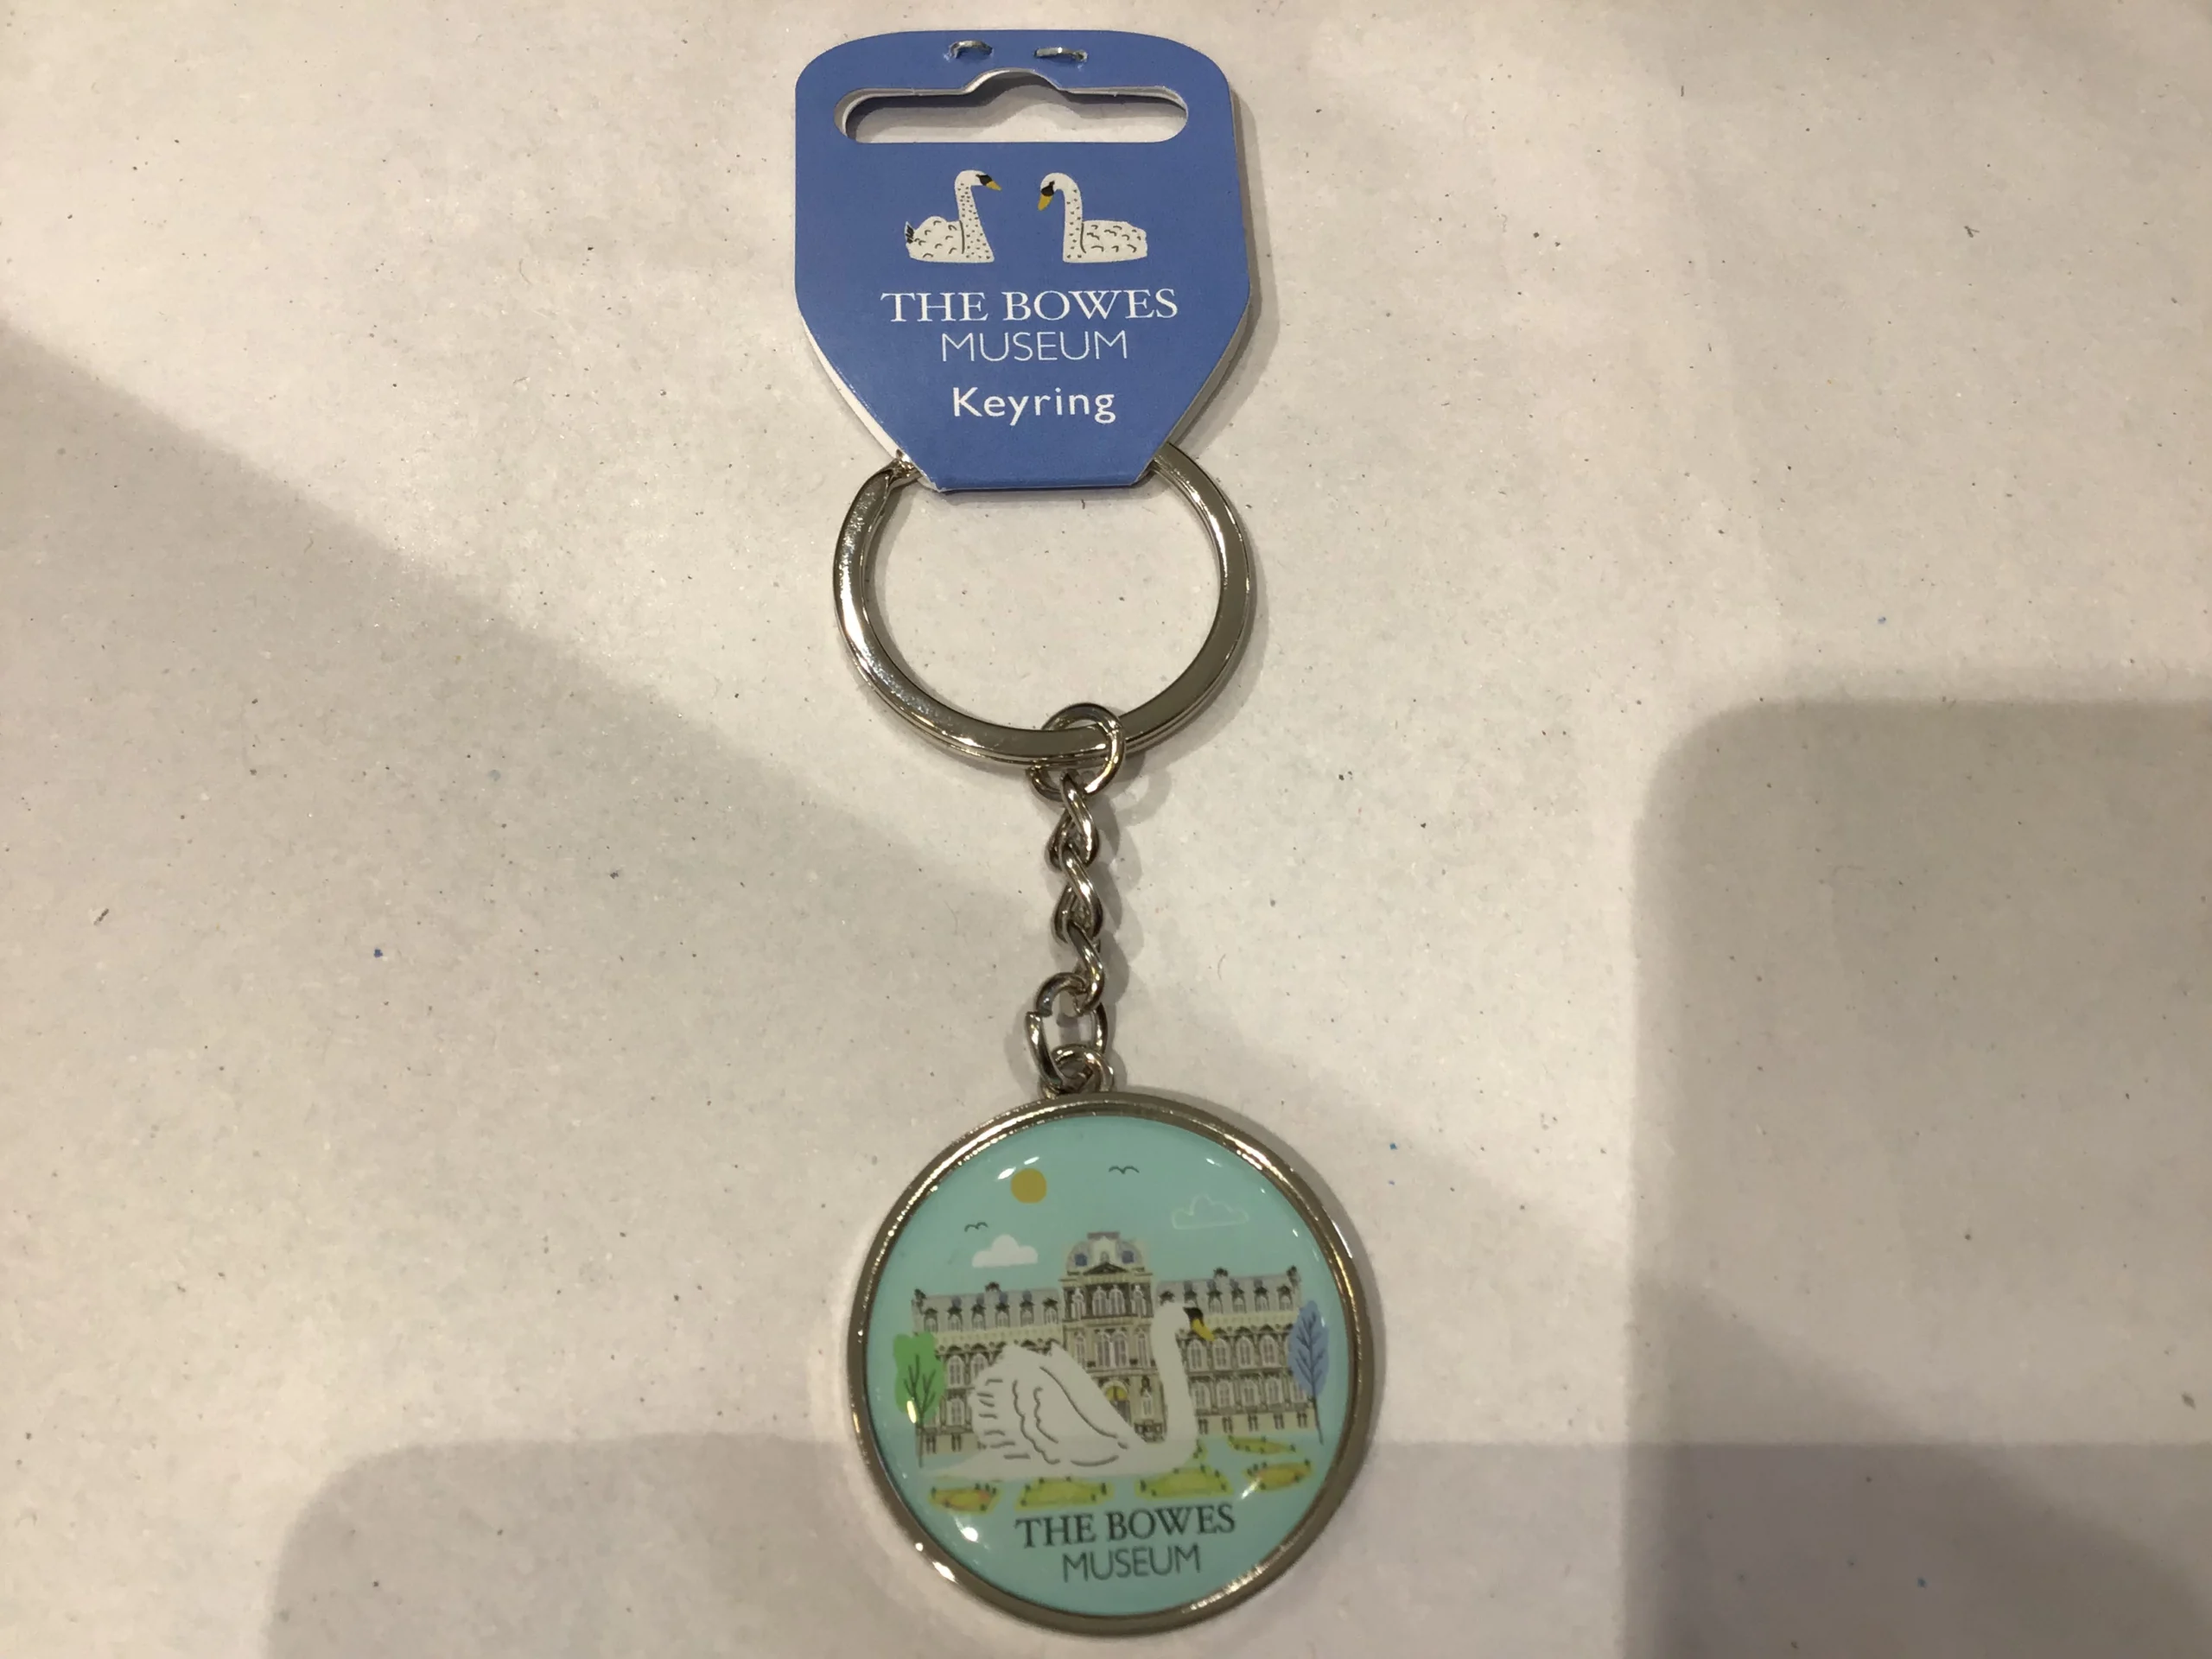 THE BOWES
MUSEUM
Keyring
THE BOWES
MUSEUM